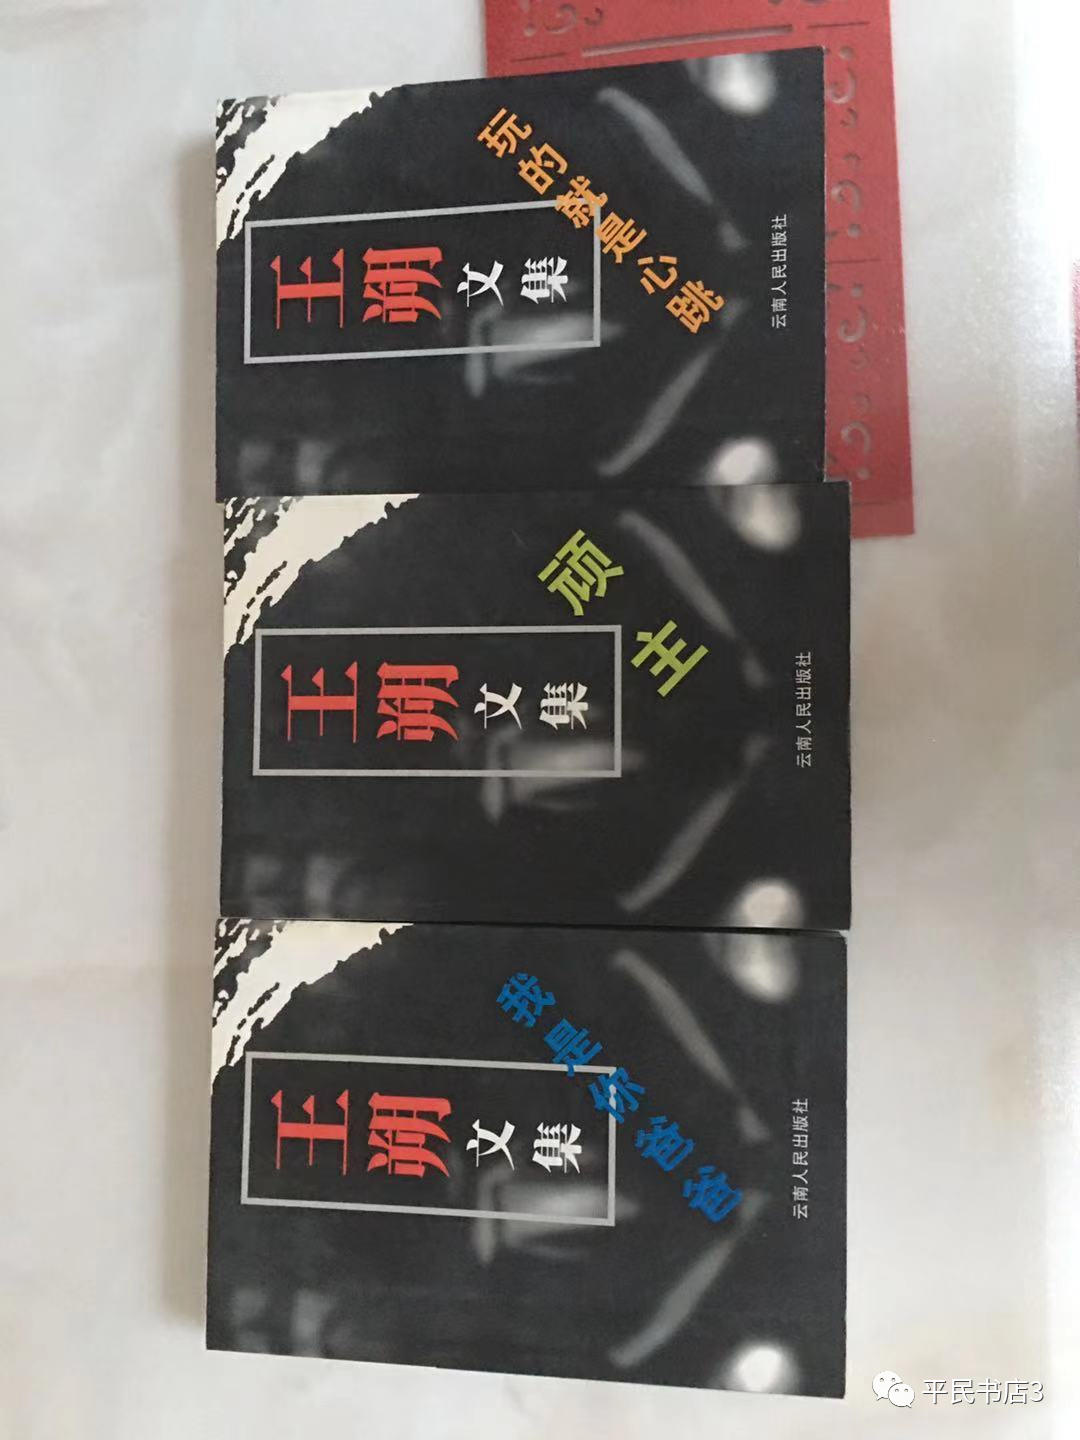 王朔
文集
玩的就是心跳
云南人民出版社
王朔
文集
顽主
云南人民出版社
王朔
文集
我是你爸爸
云南人民出版社
平民书店3